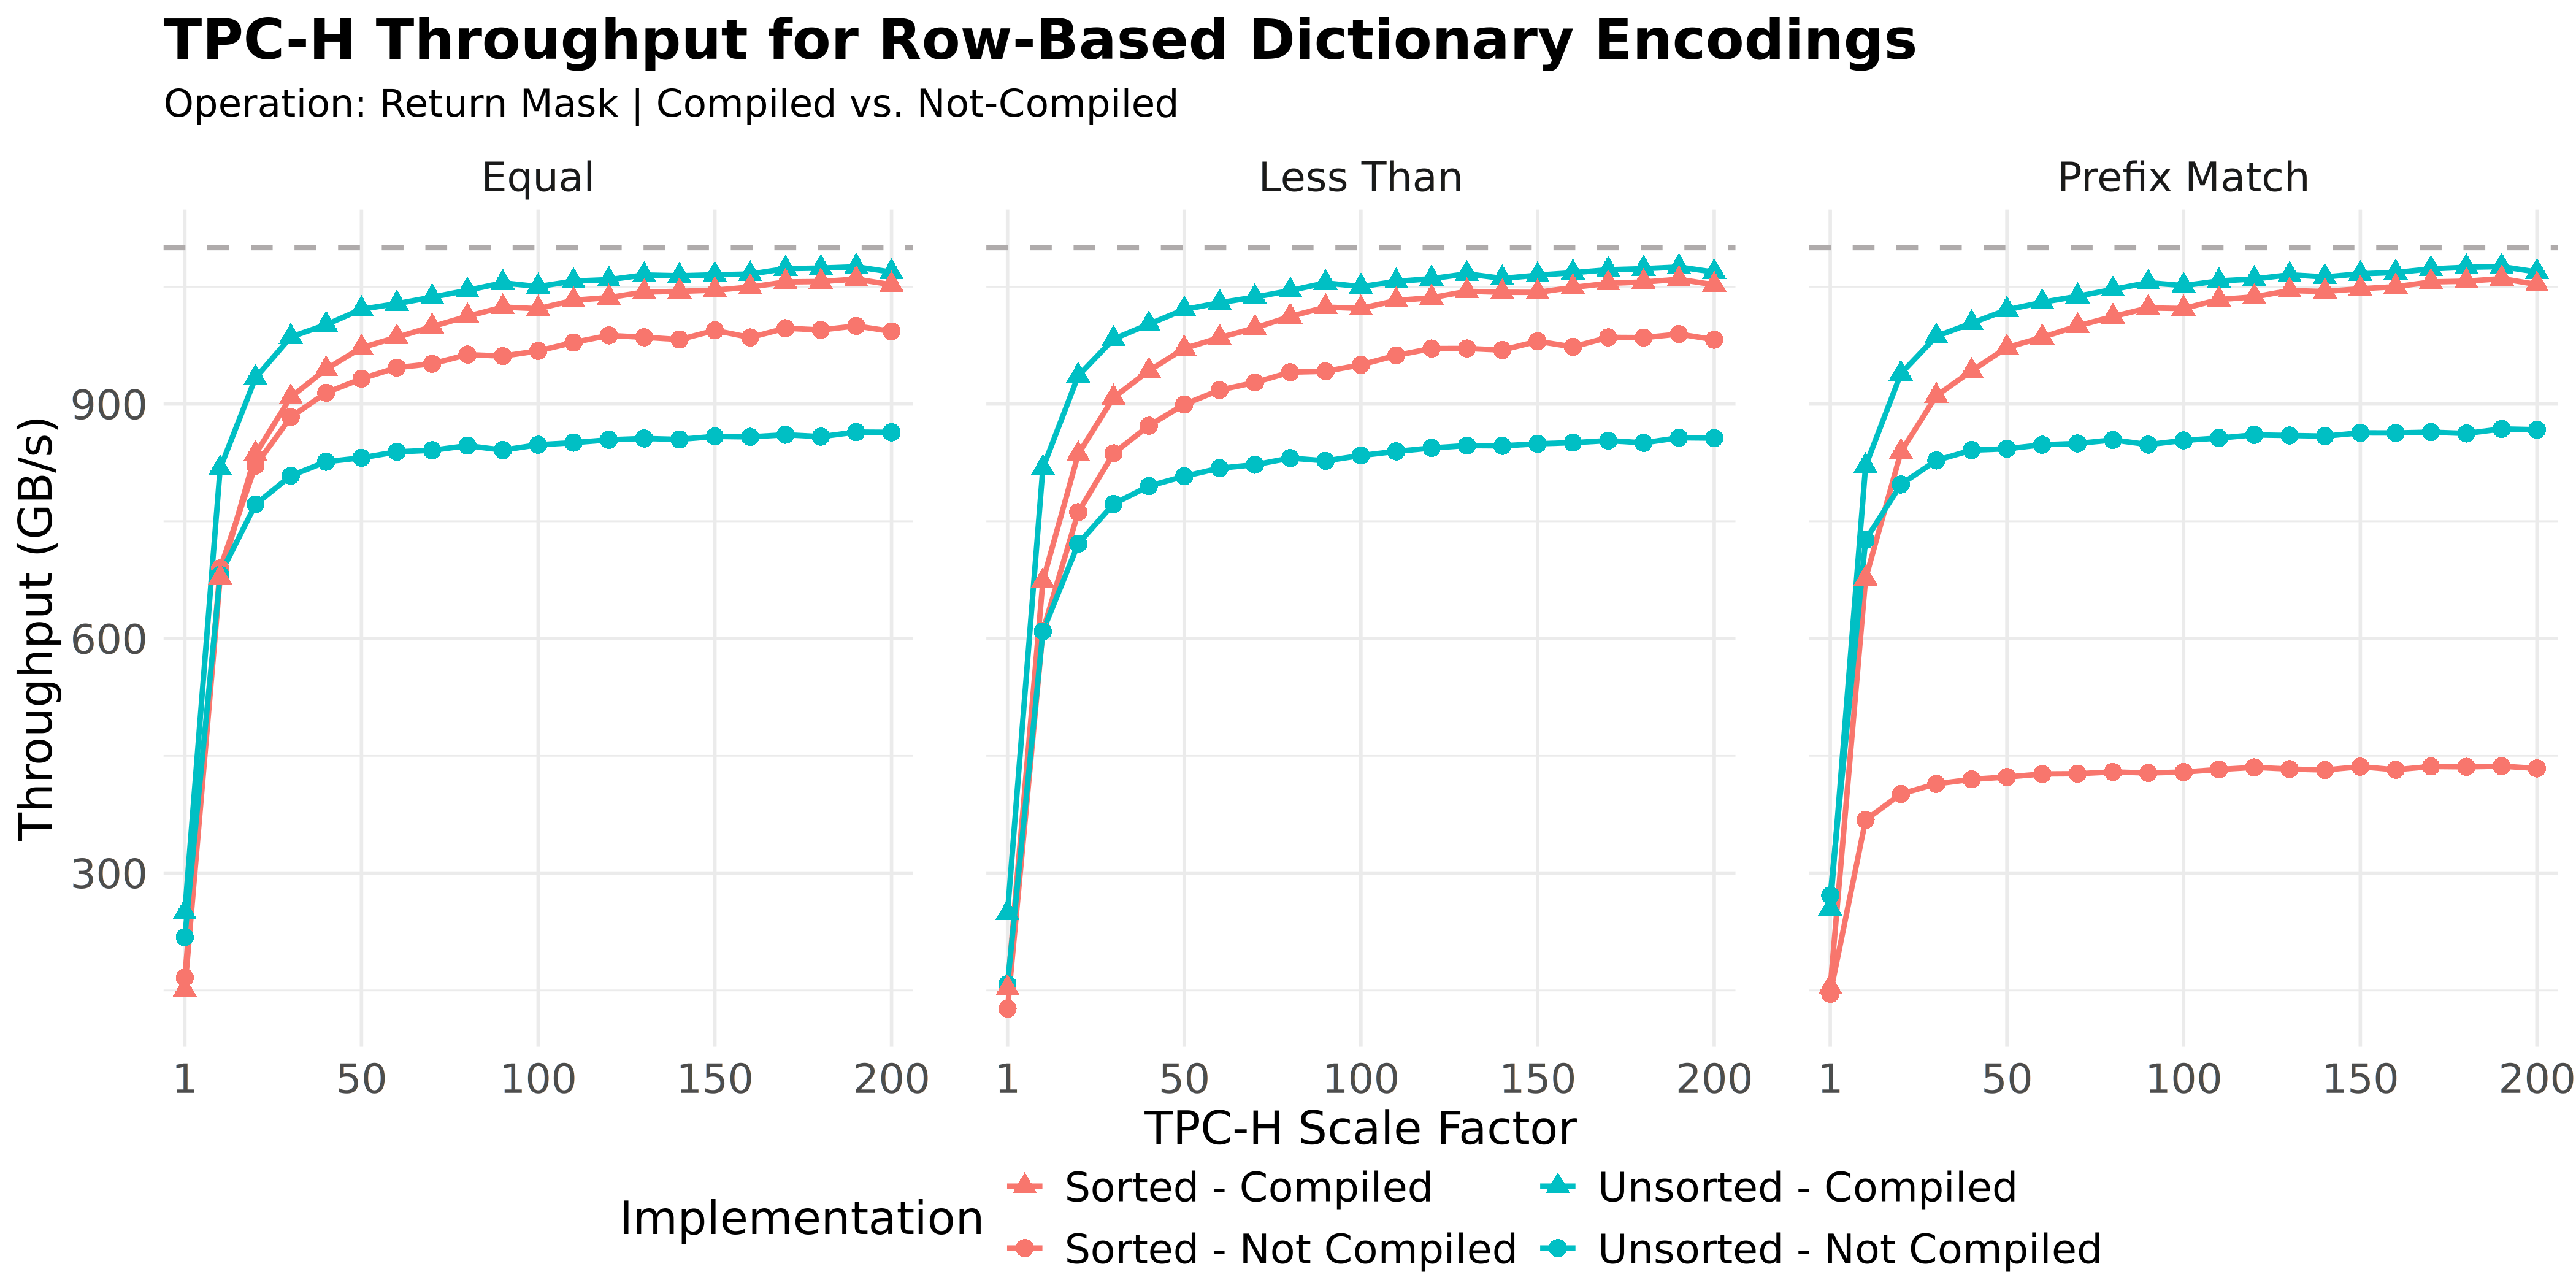 TPC-H Throughput for Row-Based Dictionary Encodings
Operation: Return Mask | Compiled vs. Not-Compiled
Equal
Less Than
Prefix Match
Throughput (GB/s)
900
600
300
1 50 100 150 200
1 50 100 150 200
1 50 100 150 200
TPC-H Scale Factor
Implementation
Sorted - Compiled
Unsorted - Compiled
Sorted - Not Compiled
Unsorted - Not Compiled